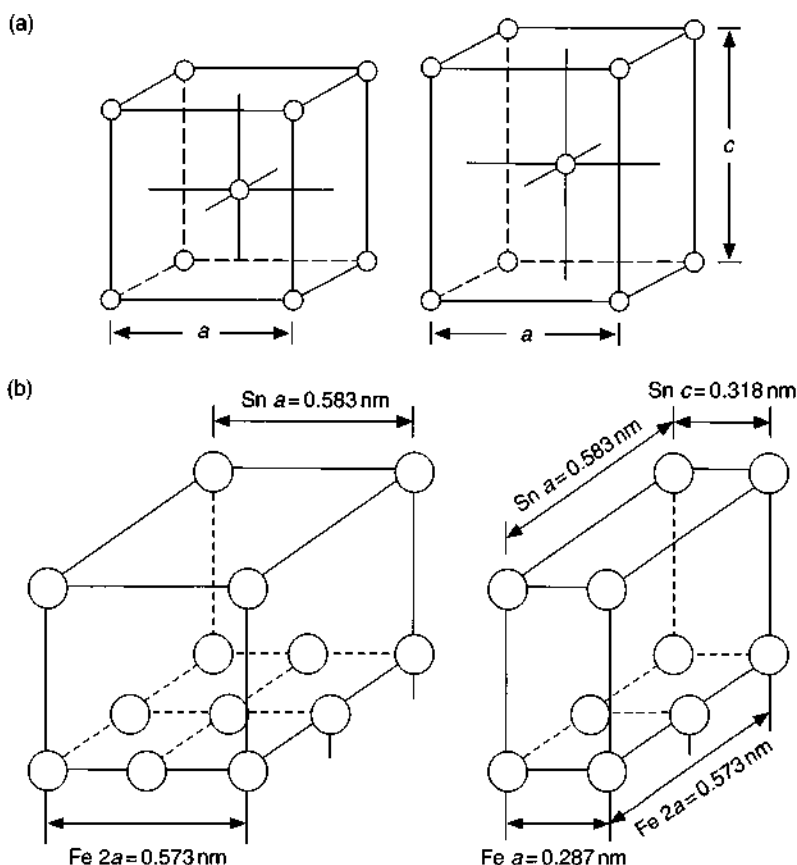 (a)
c
a
a
(b)
Sn a=0.583 nm
Sn c=0.318 nm
Sn a=0.583 nm
Fe 2a=0.573 nm
Fe a=0.287 nm
Fe 2a=0.573 nm